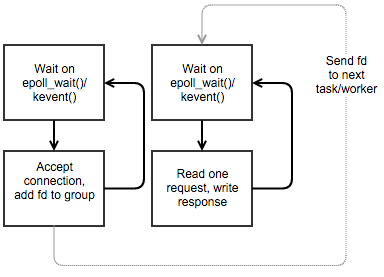 Wait on
epoll_wait()/
kevent()
Wait on
epoll_wait()/
kevent()
Send fd
to next
task/worker
Accept
connection,
add fd to group
Read one
request, write
response